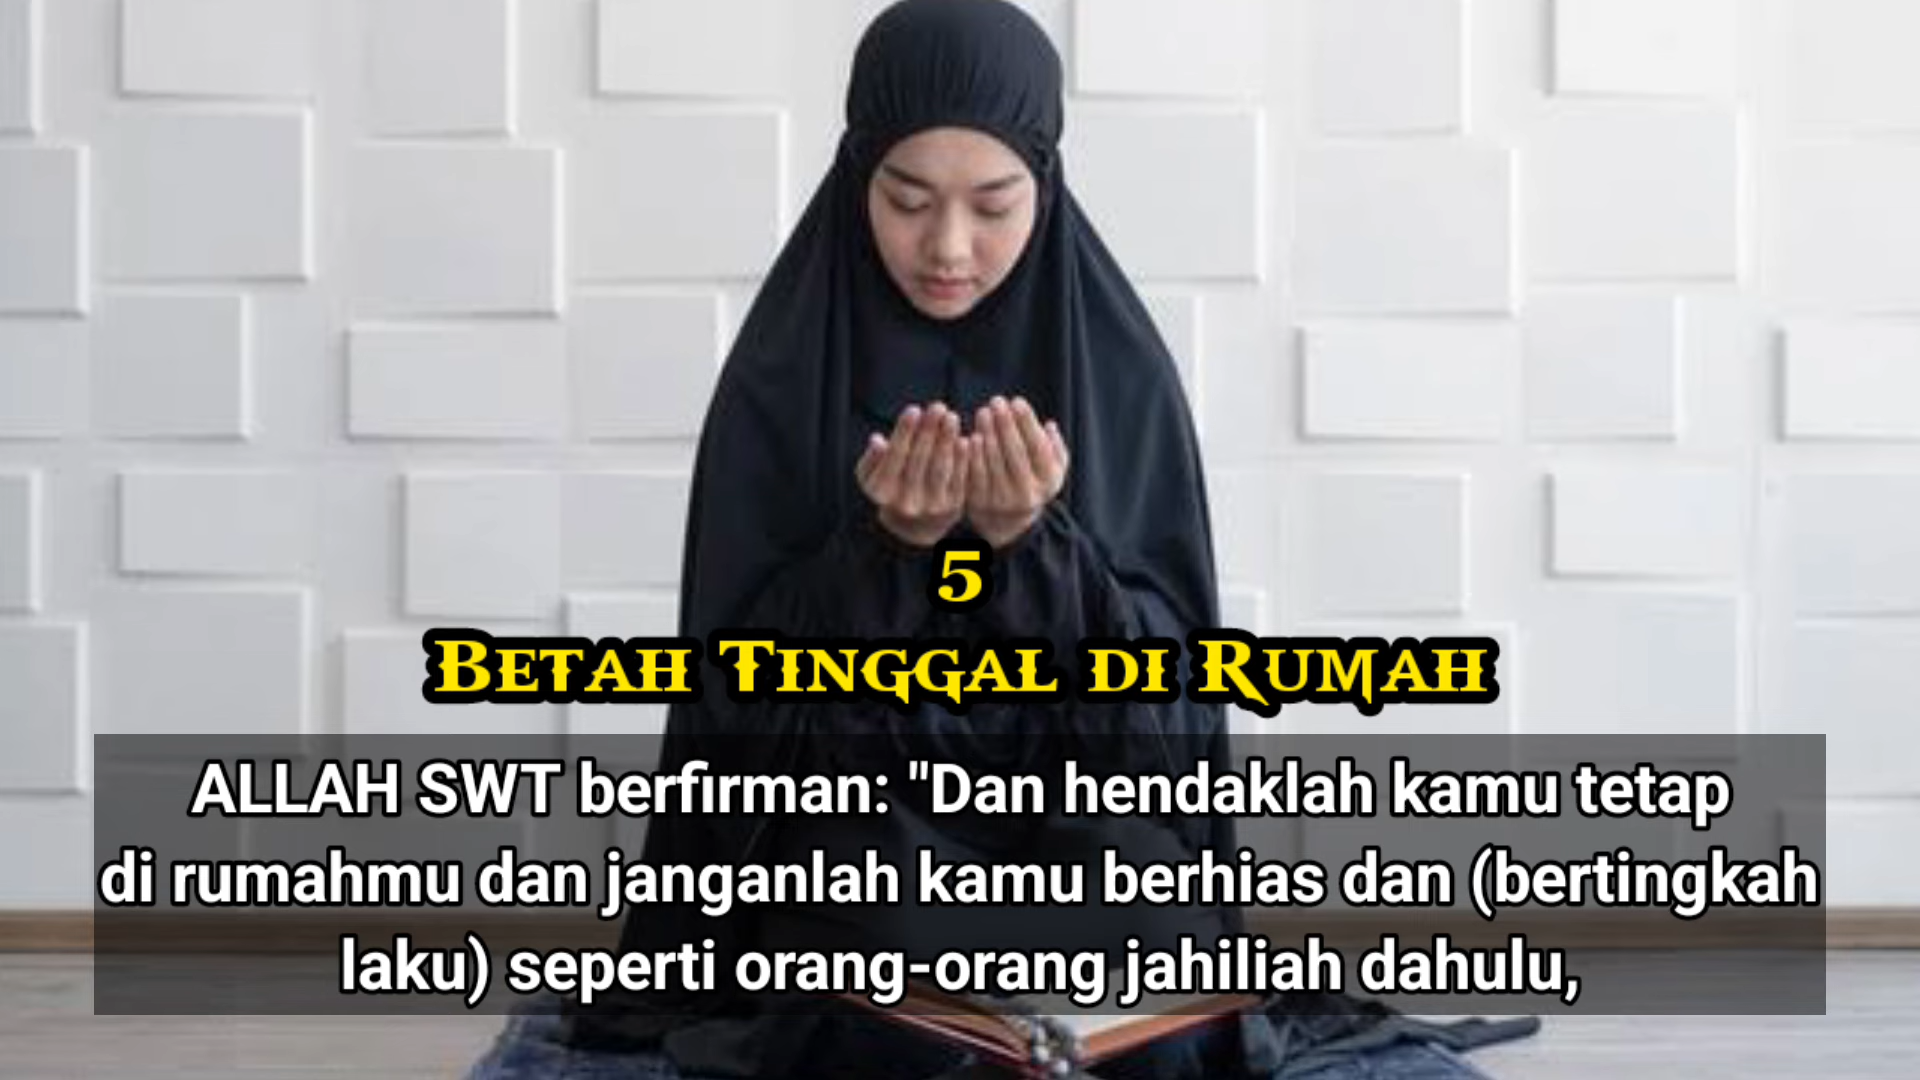 5
Betah Tinggal di Rumah
ALLAH SWT berfirman: "Dan hendaklah kamu tetap
di rumahmu dan janganlah kamu berhias dan (bertingkah
laku) seperti orang-orang jahiliah dahulu,